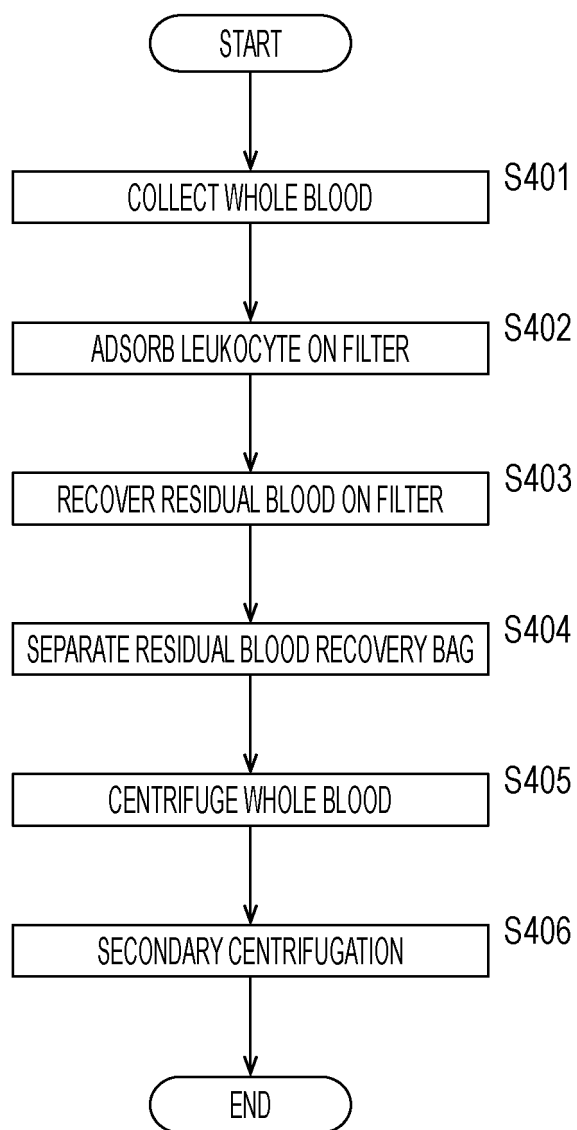 START
COLLECT WHOLE BLOOD
S401
ADSORB LEUKOCYTE ON FILTER
S402
RECOVER RESIDUAL BLOOD ON FILTER
S403
SEPARATE RESIDUAL BLOOD RECOVERY BAG
S404
CENTRIFUGE WHOLE BLOOD
S405
SECONDARY CENTRIFUGATION
S406
END